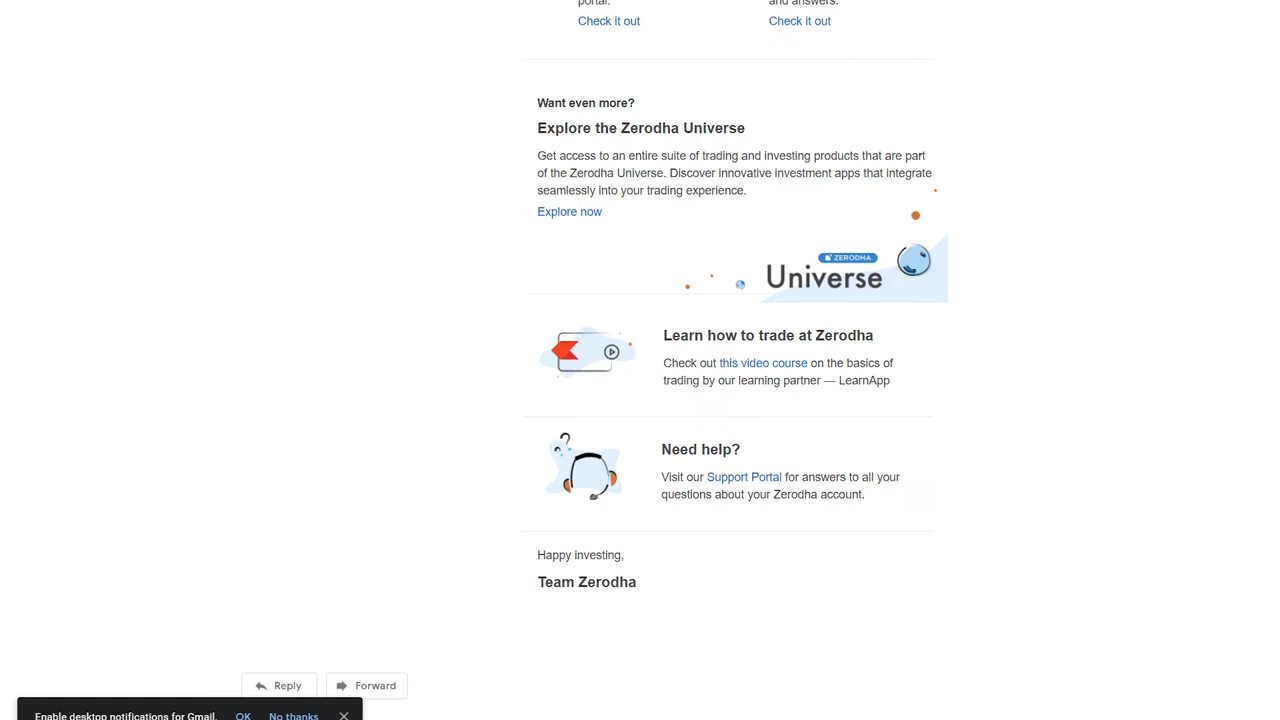 portal.
and answers.
Check it out
Check it out
Want even more?
Explore the Zerodha Universe
Get access to an entire suite of trading and investing products that are part
of the Zerodha Universe. Discover innovative investment apps that integrate
seamlessly into your trading experience.
Explore now
ZERODHA
Universe
Learn how to trade at Zerodha
Check out this video course on the basics of
trading by our learning partner — LearnApp
Need help?
Visit our Support Portal for answers to all your
questions about your Zerodha account.
Happy investing,
Team Zerodha
Reply
Forward
Enable desktop notifications for Gmail. OK No thanks